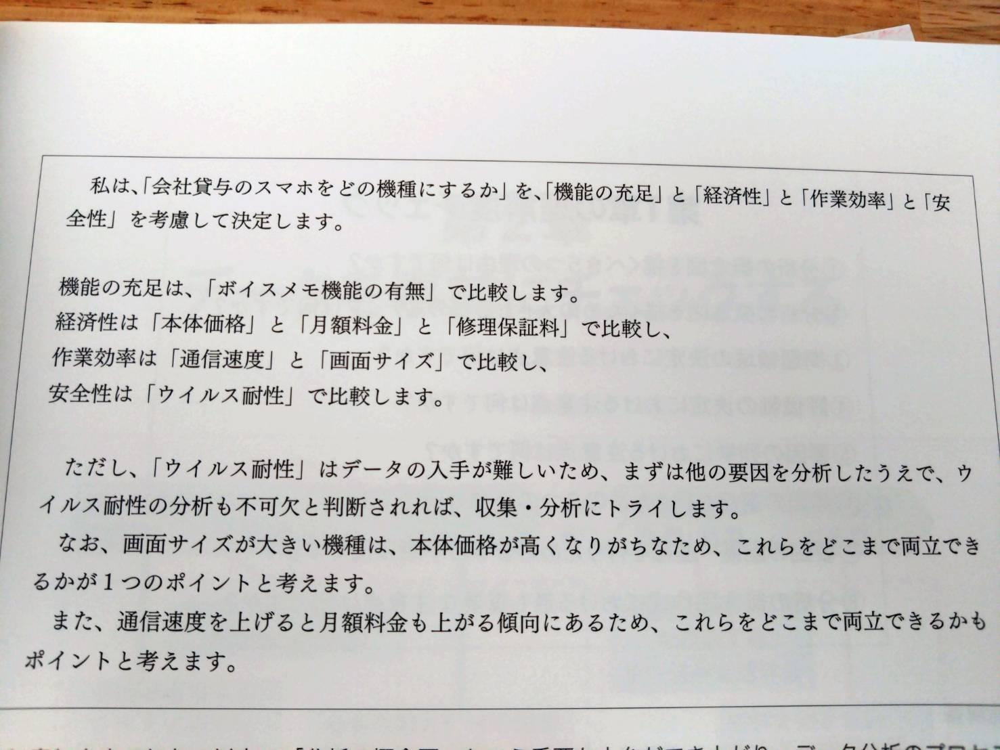 私は、「会社貸与のスマホをどの機種にするか」を、「機能の充足」と「経済性」と「作業効率」と「安
全性」を考慮して決定します。
機能の充足は、「ボイスメモ機能の有無」で比較します。
経済性は「本体価格」と「月額料金」と「修理保証料」で比較し、
作業効率は「通信速度」と「画面サイズ」で比較し、
安全性は「ウイルス耐性」で比較します。
ただし、「ウイルス耐性」はデータの入手が難しいため、まずは他の要因を分析したうえで、ウ
イルス耐性の分析も不可欠と判断されれば、収集・分析にトライします。
なお、画面サイズが大きい機種は、本体価格が高くなりがちなため、これらをどこまで両立でき
るかが1つのポイントと考えます。
また、通信速度を上げると月額料金も上がる傾向にあるため、これらをどこまで両立できるかも
ポイントと考えます。